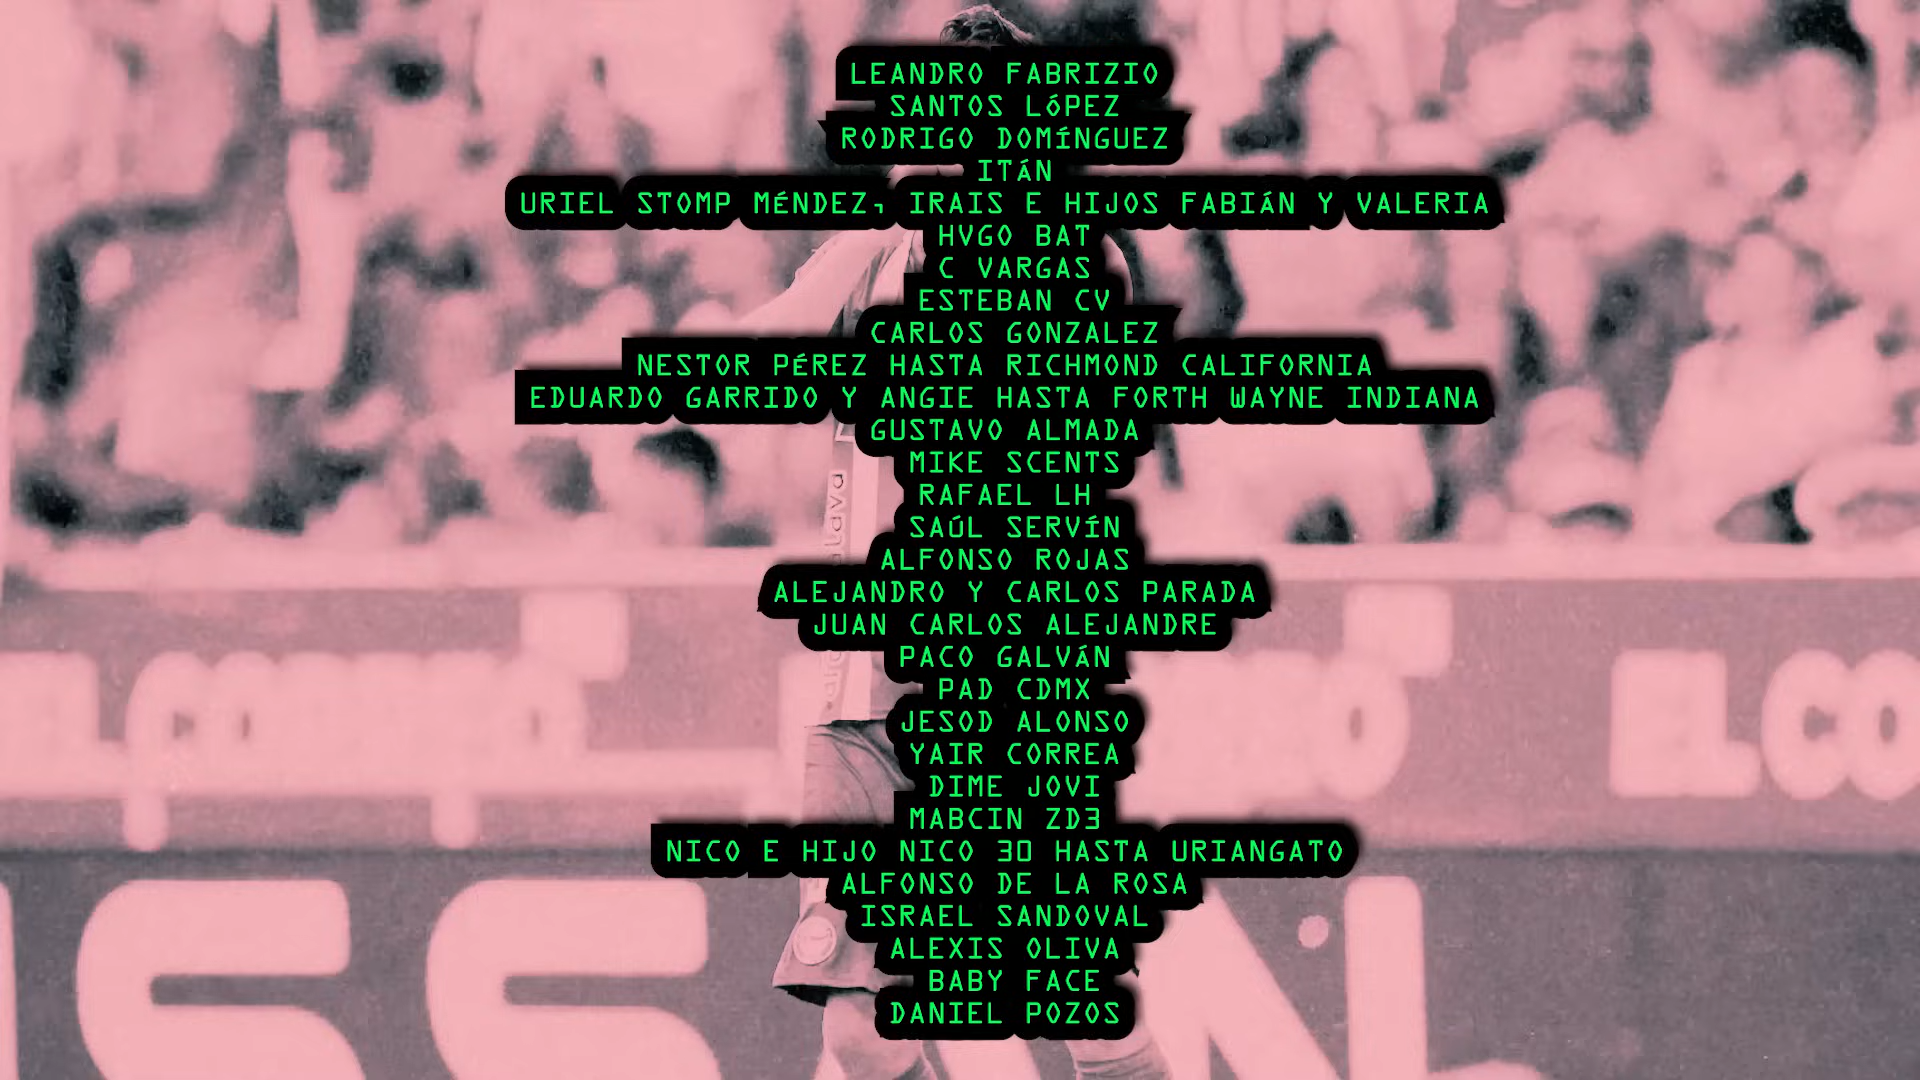 LEANDRO FABRIZIO
SANTOS LÓPEZ
RODRIGO DOMÍNGUEZ
ITÁN
URIEL STOMP MÉNDEZ, IRAIS E HIJOS FABIÁN Y VALERIA
HVGO BAT
C VARGAS
ESTEBAN CV
CARLOS GONZALEZ
NESTOR PÉREZ HASTA RICHMOND CALIFORNIA
EDUARDO GARRIDO Y ANGIE HASTA FORTH WAYNE INDIANA
GUSTAVO ALMADA
MIKE SCENTS
RAFAEL LH
SAÚL SERVÍN
ALFONSO ROJAS
ALEJANDRO Y CARLOS PARADA
JUAN CARLOS ALEJANDRE
PACO GALVÁN
PAD CDMX
JESOD ALONSO
YAIR CORREA
DIME JOVI
MABCIN ZD3
NICO E HIJO NICO 30 HASTA URIANGATO
ALFONSO DE LA ROSA
ISRAEL SANDOVAL
ALEXIS OLIVA
BABY FACE
DANIEL POZOS